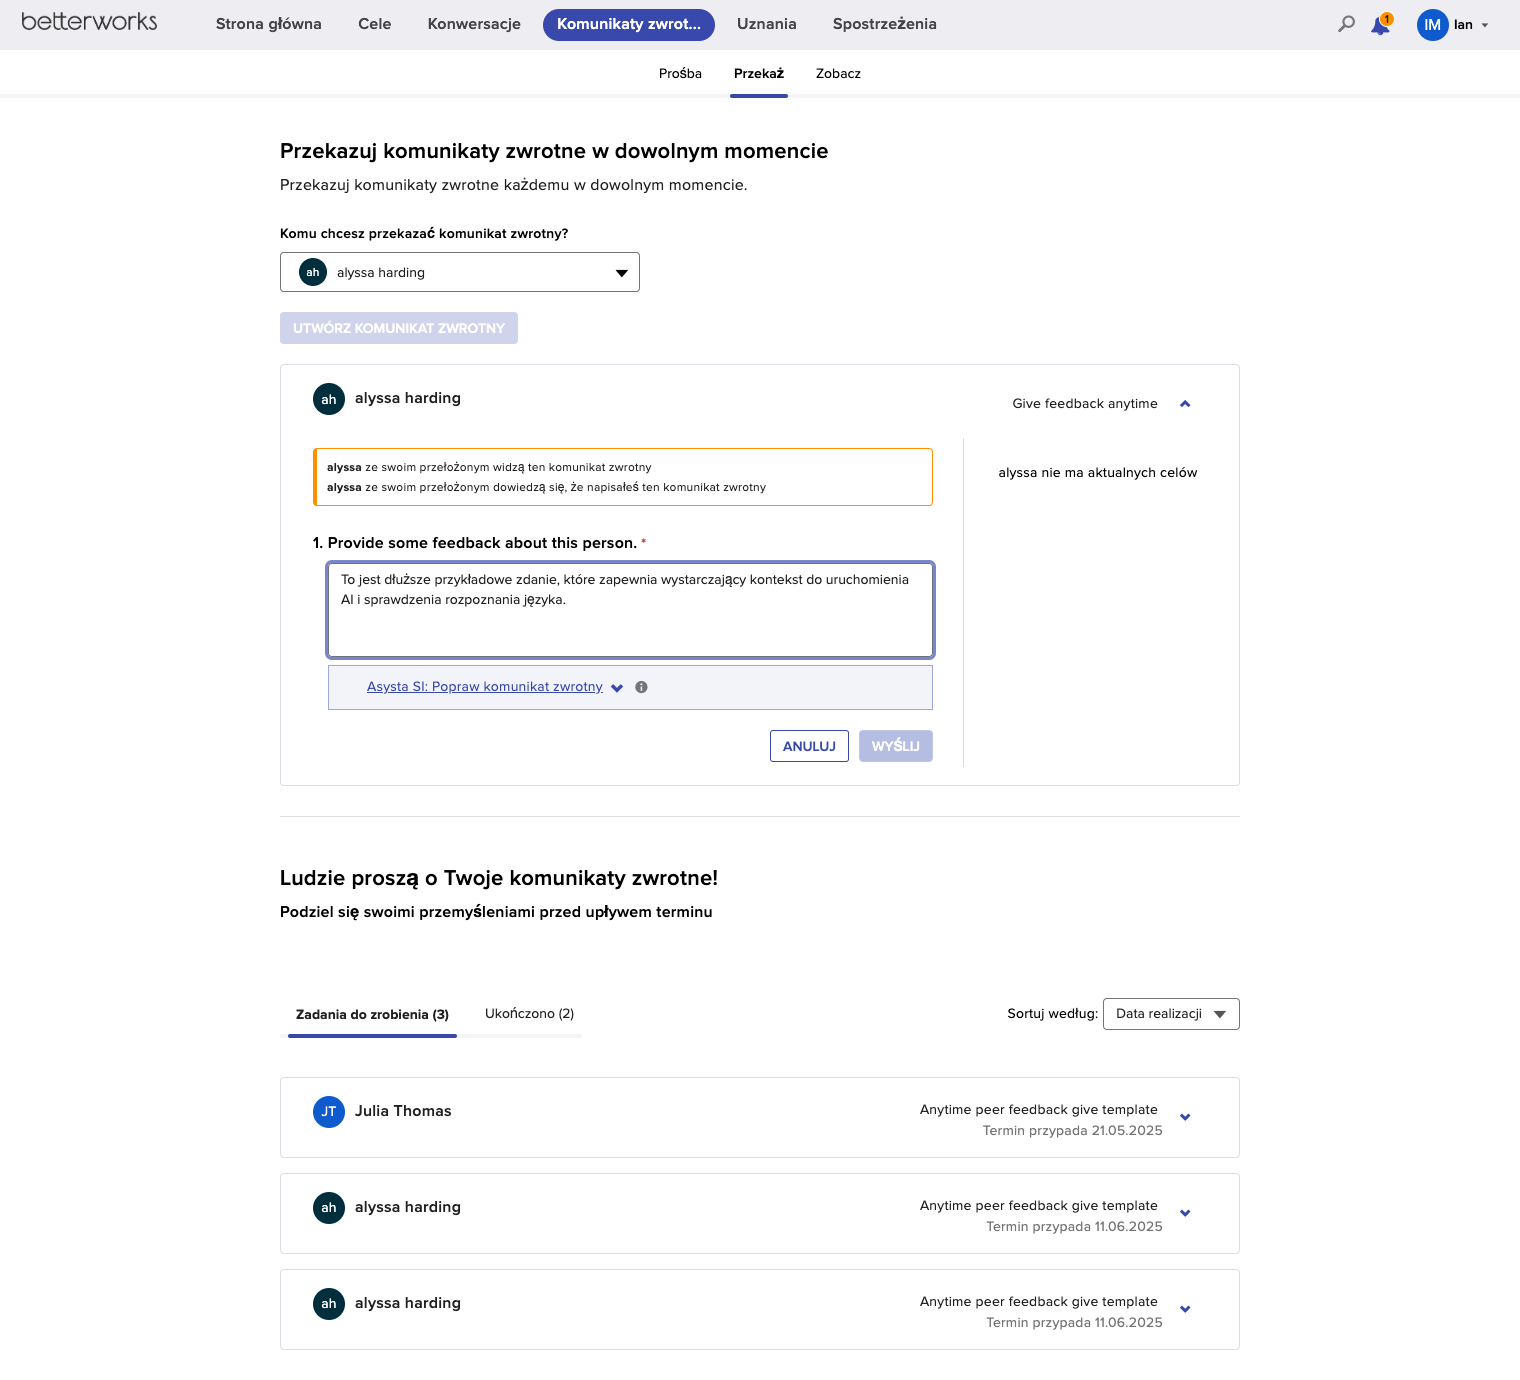 betterworks
Strona główna Cele Konwersacje Komunikaty zwrot... Uznania Spostrzeżenia
1
IM Ian
Prośba Przekaż Zobacz
Przekazuj komunikaty zwrotne w dowolnym momencie
Przekazuj komunikaty zwrotne każdemu w dowolnym momencie.
Komu chcesz przekazać komunikat zwrotny?
ah alyssa harding
UTWÓRZ KOMUNIKAT ZWROTNY
ah alyssa harding
Give feedback anytime
alyssa ze swoim przełożonym widzą ten komunikat zwrotny
alyssa ze swoim przełożonym dowiedzą się, że napisałeś ten komunikat zwrotny
alyssa nie ma aktualnych celów
1. Provide some feedback about this person. *
To jest dłuższe przykładowe zdanie, które zapewnia wystarczający kontekst do uruchomienia
AI i sprawdzenia rozpoznania języka.
Asysta SI: Popraw komunikat zwrotny
ANULUJ WYŚLIJ
Ludzie proszą o Twoje komunikaty zwrotne!
Podziel się swoimi przemyśleniami przed upływem terminu
Zadania do zrobienia (3) Ukończono (2)
Sortuj według: Data realizacji
JT Julia Thomas
Anytime peer feedback give template
Termin przypada 21.05.2025
ah alyssa harding
Anytime peer feedback give template
Termin przypada 11.06.2025
ah alyssa harding
Anytime peer feedback give template
Termin przypada 11.06.2025